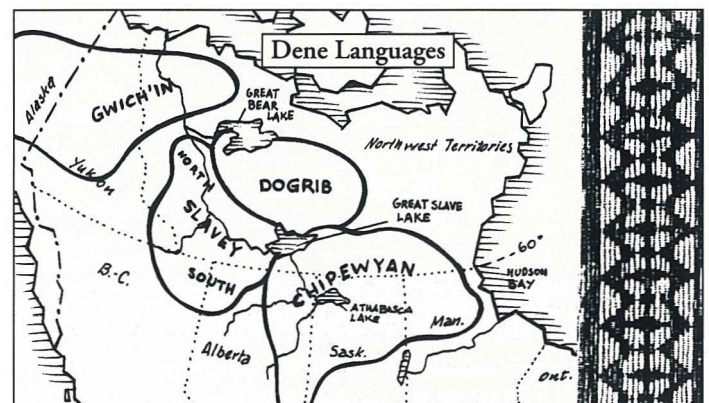 Dene Languages
Alaska
GWICH'IN
GREAT
BEAR
LAKE
Northwest Territories
Yukon
NORTH
SLAVEY
SOUTH
DOGRIB
GREAT SLAVE
LAKE
60°
B.-C.
CHIPEWYAN
HUDSON
BAY
ATHABASCA
LAKE
Man.
Alberta
Sask.
Ont.